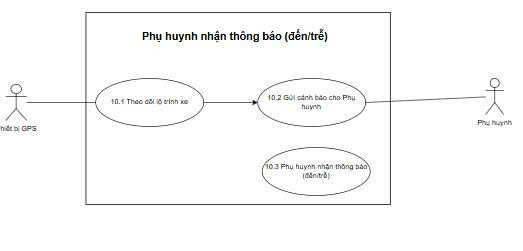 Phụ huynh nhận thông báo (đến/trễ)
10.1 Theo dõi lộ trình xe
10.2 Gửi cảnh báo cho Phụ
huynh
hiết bị GPS
Phụ huynh
10.3 Phụ huynh nhận thông báo
(đến/trễ)